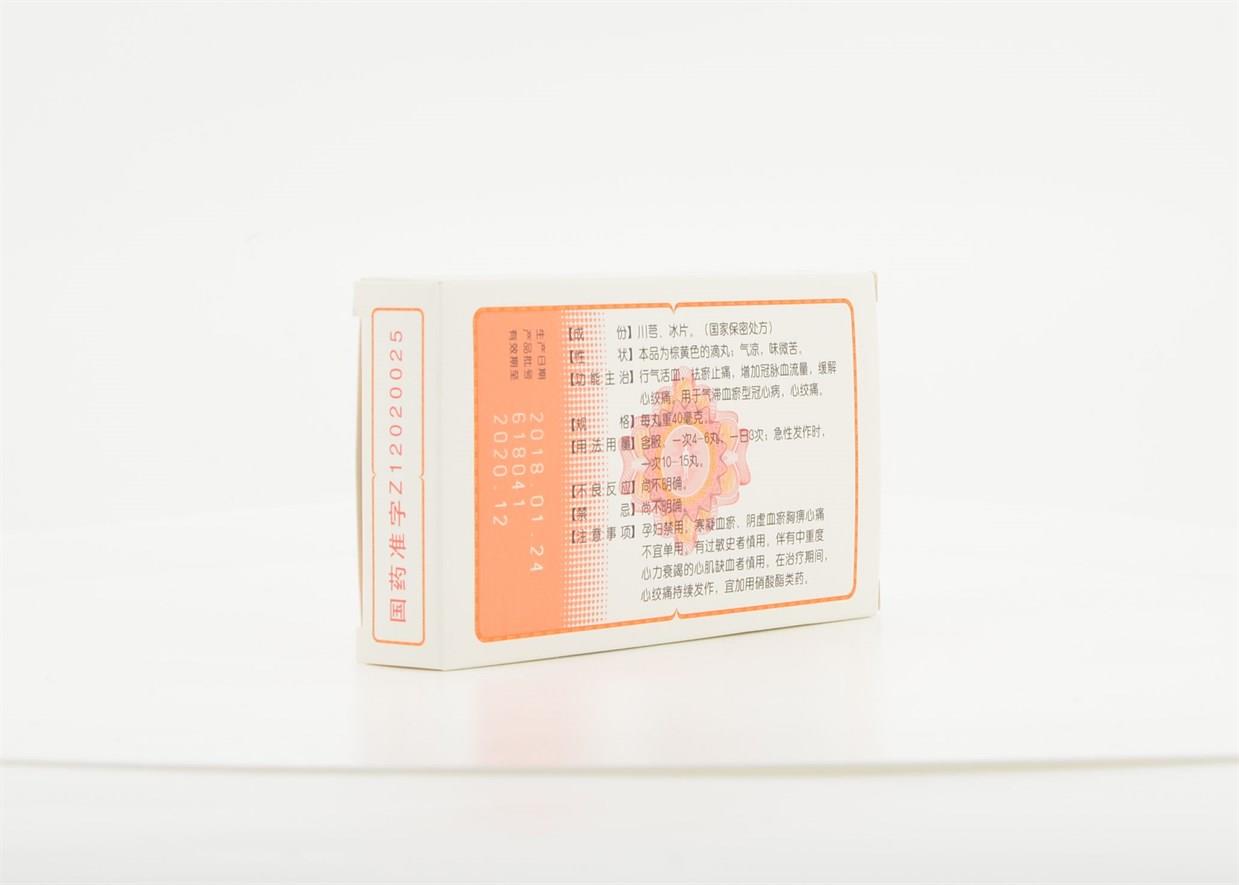 国药准字Z12020025
生产日期 2018.01.24
产品批号 618041
有效期至 2020.12
【成份】川芎、冰片。(国家保密处方)
【性状】本品为棕黄色的滴丸；气凉，味微苦。
【功能主治】行气活血，祛瘀止痛，增加冠脉血流量，缓解
心绞痛。用于气滞血瘀型冠心病，心绞痛。
【规格】每丸重40毫克。
【用法用量】含服。一次4-6丸，一日3次；急性发作时，
一次10-15丸。
【不良反应】尚不明确。
【禁忌】尚不明确。
【注意事项】孕妇禁用。寒凝血瘀、阴虚血瘀胸痹心痛
不宜单用。有过敏史者慎用。伴有中重度
心力衰竭的心肌缺血者慎用。在治疗期间，
心绞痛持续发作，宜加用硝酸酯类药。